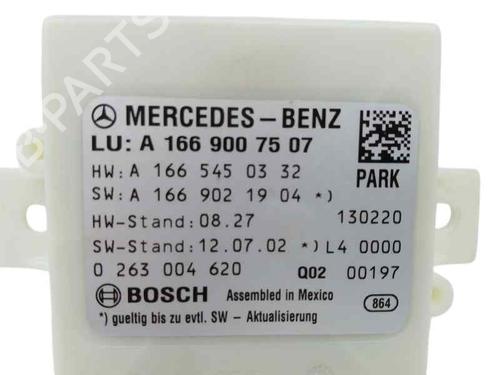 B-PARTS
MERCEDES-BENZ
LU: A 166 900 75 07
HW: A 166 545 03 32
PARK
SW: A 166 902 19 04 *)
HW-Stand: 08.27 130220
SW-Stand: 12.07.02 *) L4 0000
0 263 004 620 Q02 00197
BOSCH Assembled in Mexico 864
*) gueltig bis zu evtl. SW - Aktualisierung